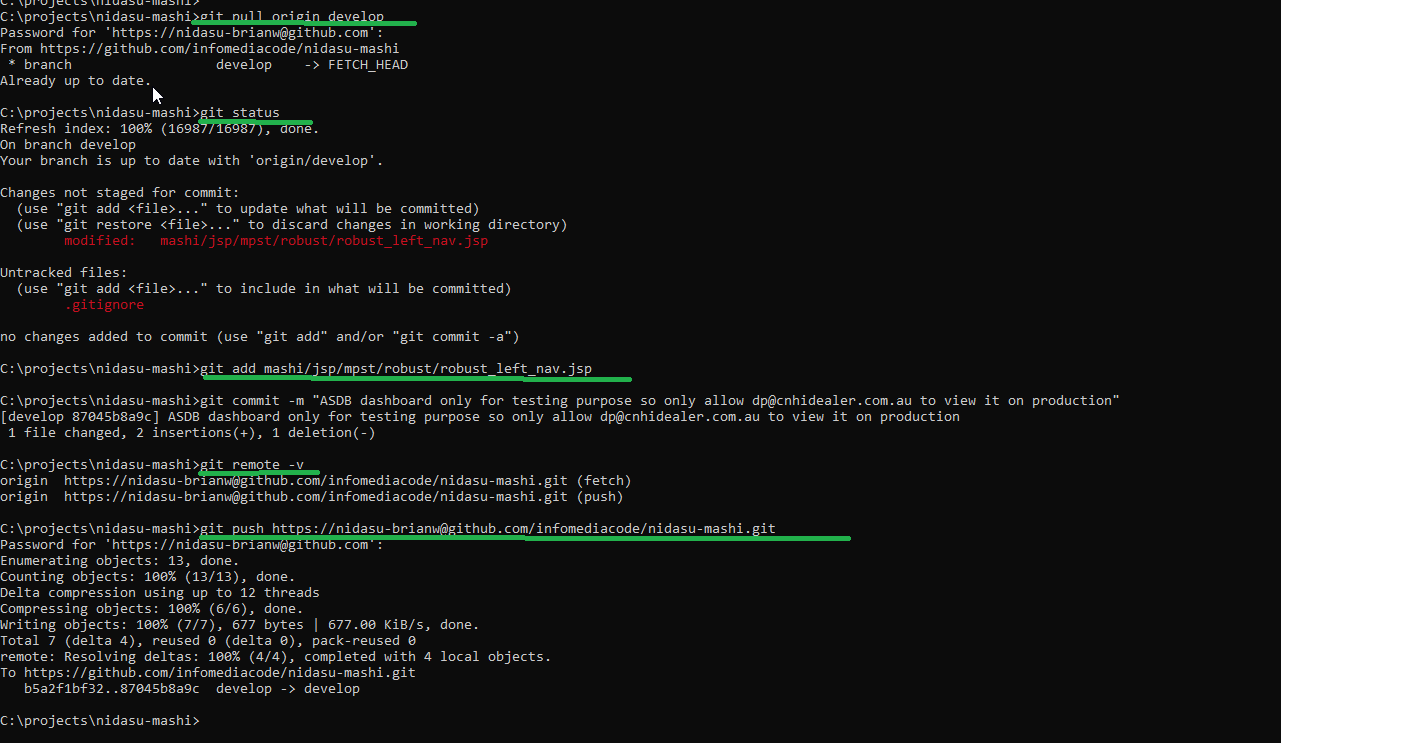 C:\projects\nidasu-mashi>
C:\projects\nidasu-mashi>git pull origin develop
Password for 'https://nidasu-brianw@github.com':
From https://github.com/infomediacode/nidasu-mashi
 * branch                  develop    -> FETCH_HEAD
Already up to date.
C:\projects\nidasu-mashi>git status
Refresh index: 100% (16987/16987), done.
On branch develop
Your branch is up to date with 'origin/develop'.
Changes not staged for commit:
  (use "git add <file>..." to update what will be committed)
  (use "git restore <file>..." to discard changes in working directory)
        modified:   mashi/jsp/mpst/robust/robust_left_nav.jsp
Untracked files:
  (use "git add <file>..." to include in what will be committed)
        .gitignore
no changes added to commit (use "git add" and/or "git commit -a")
C:\projects\nidasu-mashi>git add mashi/jsp/mpst/robust/robust_left_nav.jsp
C:\projects\nidasu-mashi>git commit -m "ASDB dashboard only for testing purpose so only allow dp@cnhidealer.com.au to view it on production"
[develop 87045b8a9c] ASDB dashboard only for testing purpose so only allow dp@cnhidealer.com.au to view it on production
 1 file changed, 2 insertions(+), 1 deletion(-)
C:\projects\nidasu-mashi>git remote -v
origin  https://nidasu-brianw@github.com/infomediacode/nidasu-mashi.git (fetch)
origin  https://nidasu-brianw@github.com/infomediacode/nidasu-mashi.git (push)
C:\projects\nidasu-mashi>git push https://nidasu-brianw@github.com/infomediacode/nidasu-mashi.git
Password for 'https://nidasu-brianw@github.com':
Enumerating objects: 13, done.
Counting objects: 100% (13/13), done.
Delta compression using up to 12 threads
Compressing objects: 100% (6/6), done.
Writing objects: 100% (7/7), 677 bytes | 677.00 KiB/s, done.
Total 7 (delta 4), reused 0 (delta 0), pack-reused 0
remote: Resolving deltas: 100% (4/4), completed with 4 local objects.
To https://github.com/infomediacode/nidasu-mashi.git
   b5a2f1bf32..87045b8a9c  develop -> develop
C:\projects\nidasu-mashi>